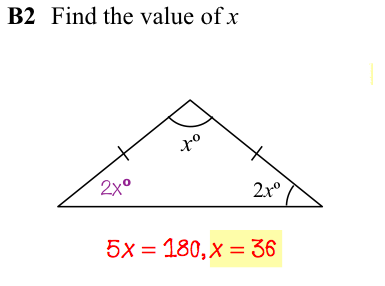 B2 Find the value of x
x°
2x° 2x°
5x = 180, x = 36